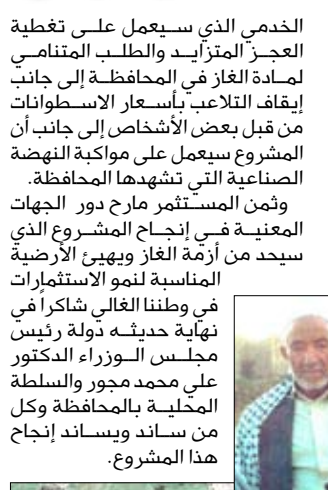 الخدمي الذي سيعمل على تغطية
العجز المتزايد والطلب المتنامي
لمادة الغاز في المحافظة إلى جانب
إيقاف التلاعب بأسعار الاسطوانات
من قبل بعض الأشخاص إلى جانب أن
المشروع سيعمل على مواكبة النهضة
الصناعية التي تشهدها المحافظة.
وثمن المستثمر مارح دور الجهات
المعنية في إنجاح المشروع الذي
سيحد من أزمة الغاز ويهيئ الأرضية
المناسبة لنمو الاستثمارات
في وطننا الغالي شاكراً في
نهاية حديثه دولة رئيس
مجلس الوزراء الدكتور
علي محمد مجور والسلطة
المحلية بالمحافظة وكل
من ساند ويساند إنجاح
هذا المشروع.